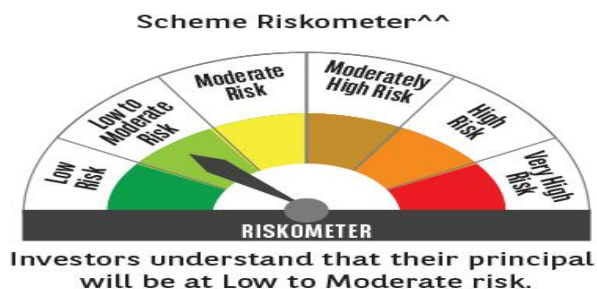 Scheme Riskometer^^
Low
Risk
Low to
Moderate
Risk
Moderate
Risk
Moderately
High Risk
High
Risk
Very High
Risk
RISKOMETER
Investors understand that their principal
will be at Low to Moderate risk.